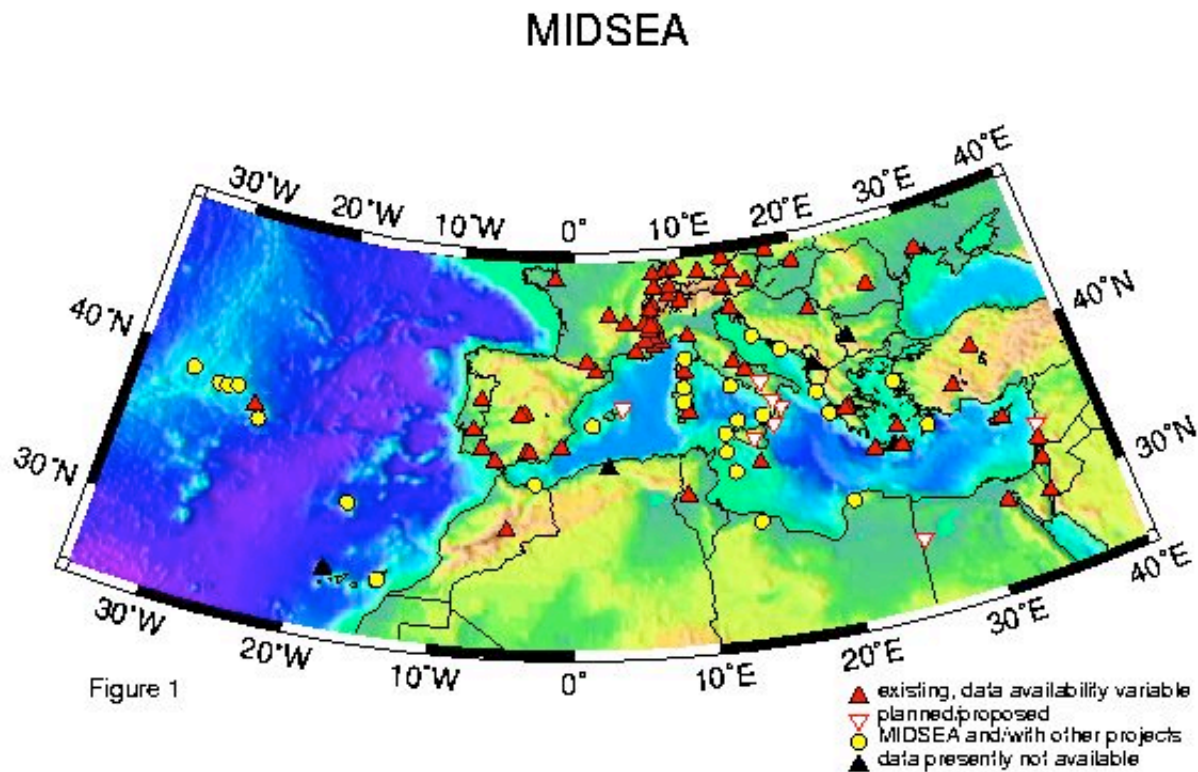 MIDSEA
30°W
20°W
10°W
0°
10°E
20°E
30°E
40°E
40°N
30°N
40°N
30°N
30°W
20°W
10°W
0°
10°E
20°E
30°E
40°E
Figure 1
existing, data availability variable
planned/proposed
MIDSEA and/with other projects
data presently not available